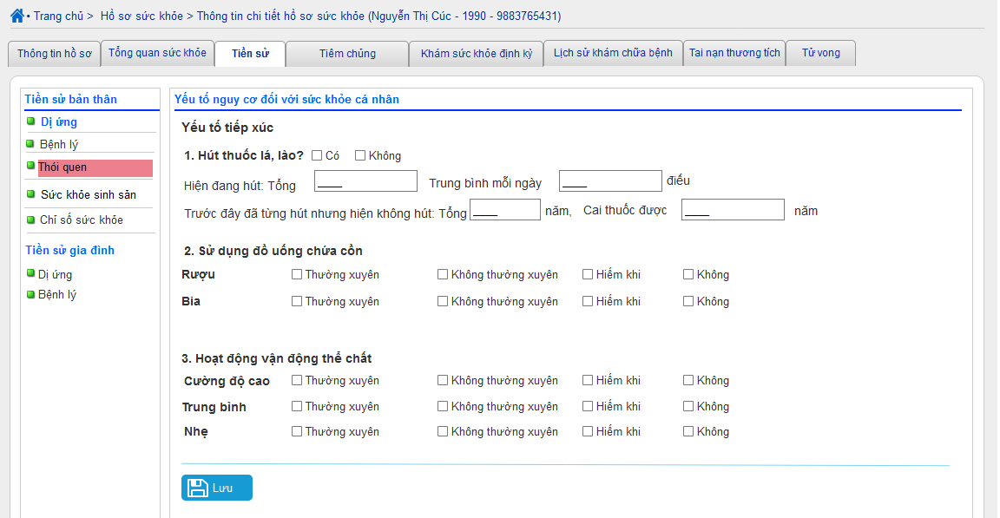 Trang chủ > Hồ sơ sức khỏe > Thông tin chi tiết hồ sơ sức khỏe (Nguyễn Thị Cúc - 1990 - 9883765431)
Thông tin hồ sơ Tổng quan sức khỏe Tiền sử Tiêm chủng Khám sức khỏe định kỳ Lịch sử khám chữa bệnh Tai nạn thương tích Tử vong
Tiền sử bản thân
Dị ứng
Bệnh lý
Thói quen
Sức khỏe sinh sản
Chỉ số sức khỏe
Tiền sử gia đình
Dị ứng
Bệnh lý
Yếu tố nguy cơ đối với sức khỏe cá nhân
Yếu tố tiếp xúc
1. Hút thuốc lá, lào? Có Không
Hiện đang hút: Tổng ____ Trung bình mỗi ngày ____ điếu
Trước đây đã từng hút nhưng hiện không hút: Tổng ____ năm, Cai thuốc được ____ năm
2. Sử dụng đồ uống chứa cồn
Rượu Thường xuyên Không thường xuyên Hiếm khi Không
Bia Thường xuyên Không thường xuyên Hiếm khi Không
3. Hoạt động vận động thể chất
Cường độ cao Thường xuyên Không thường xuyên Hiếm khi Không
Trung bình Thường xuyên Không thường xuyên Hiếm khi Không
Nhẹ Thường xuyên Không thường xuyên Hiếm khi Không
Lưu